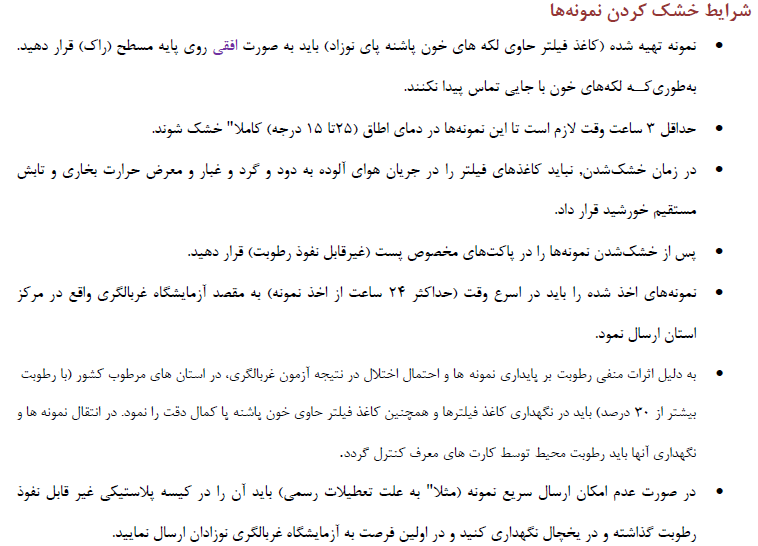 شرایط خشک کردن نمونه‌ها
• نمونه تهیه شده (کاغذ فیلتر حاوی لکه های خون پاشنه پای نوزاد) باید به صورت افقی روی پایه مسطح (راک) قرار دهید.
به‌طوری‌کــه لکه‌های خون با جایی تماس پیدا نکنند.
• حداقل ۳ ساعت وقت لازم است تا این نمونه‌ها در دمای اطاق (۲۵تا ۱۵ درجه) کاملا" خشک شوند.
• در زمان خشک‌شدن, نباید کاغذهای فیلتر را در جریان هوای آلوده به دود و گرد و غبار و معرض حرارت بخاری و تابش
مستقیم خورشید قرار داد.
• پس از خشک‌شدن نمونه‌ها را در پاکت‌های مخصوص پست (غیرقابل نفوذ رطوبت) قرار دهید.
• نمونه‌های اخذ شده را باید در اسرع وقت (حداکثر ۲۴ ساعت از اخذ نمونه) به مقصد آزمایشگاه غربالگری واقع در مرکز
استان ارسال نمود.
• به دلیل اثرات منفی رطوبت بر پایداری نمونه ها و احتمال اختلال در نتیجه آزمون غربالگری، در استان های مرطوب کشور (با رطوبت
بیشتر از ۳۰ درصد) باید در نگهداری کاغذ فیلترها و همچنین کاغذ فیلتر حاوی خون پاشنه پا کمال دقت را نمود. در انتقال نمونه ها و
نگهداری آنها باید رطوبت محیط توسط کارت های معرف کنترل گردد.
• در صورت عدم امکان ارسال سریع نمونه (مثلا" به علت تعطیلات رسمی) باید آن را در کیسه پلاستیکی غیر قابل نفوذ
رطوبت گذاشته و در یخچال نگهداری کنید و در اولین فرصت به آزمایشگاه غربالگری نوزادان ارسال نمایید.